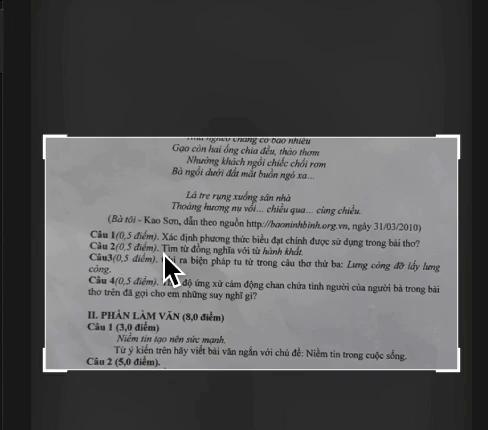 Gạo còn hai ống chia đều, thảo thơm
Nhường khách ngồi chiếc chõi rơm
Bà ngồi dưới đất mắt buồn ngó xa...
Lá tre rụng xuống sân nhà
Thoảng hương nụ vối... chiều qua... cùng chiều.
(Bà tôi - Kao Sơn, dẫn theo nguồn http://baoninhbinh.org.vn, ngày 31/03/2010)
Câu 1(0,5 điểm). Xác định phương thức biểu đạt chính được sử dụng trong bài thơ?
Câu 2(0,5 điểm). Tìm từ đồng nghĩa với từ hành khất.
Câu3(0,5 điểm). ra biện pháp tu từ trong câu thơ thứ ba: Lưng còng đỡ lấy lưng
còng.
Câu 4(0,5 điểm). độ ứng xử cảm động chan chứa tình người của người bà trong bài
thơ trên đã gợi cho em những suy nghĩ gì?
II. PHẦN LÀM VĂN (8,0 điểm)
Câu 1 (3,0 điểm)
Niềm tin tạo nên sức mạnh.
Từ ý kiến trên hãy viết bài văn ngắn với chủ đề: Niềm tin trong cuộc sống.
Câu 2 (5,0 điểm).